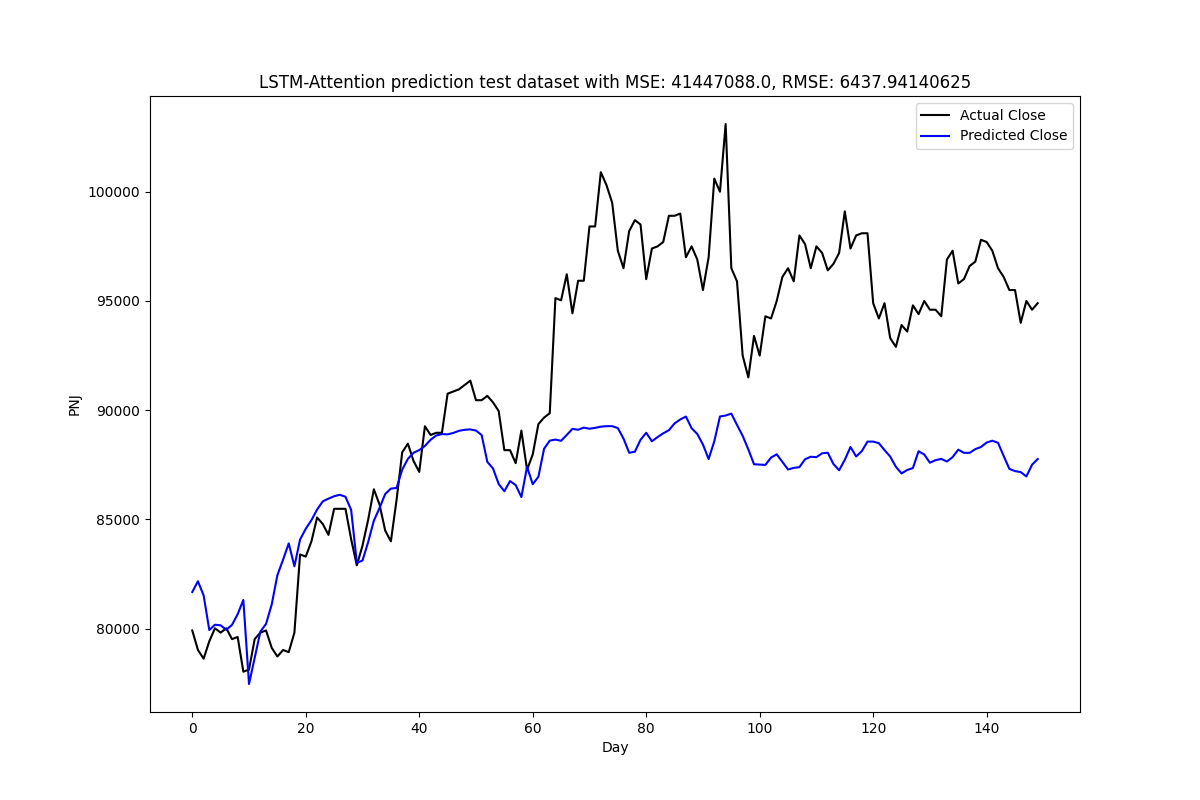 LSTM-Attention prediction test dataset with MSE: 41447088.0, RMSE: 6437.94140625
Actual Close
Predicted Close
100000
95000
90000
85000
80000
PNJ
0 20 40 60 80 100 120 140
Day